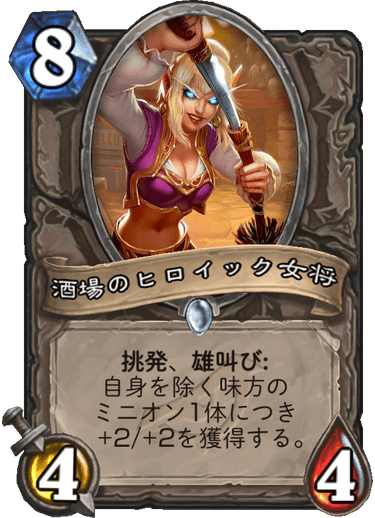 8
酒場のヒロイック女将
挑発、雄叫び:
自身を除く味方の
ミニオン1体につき
+2/+2を獲得する。
4
4